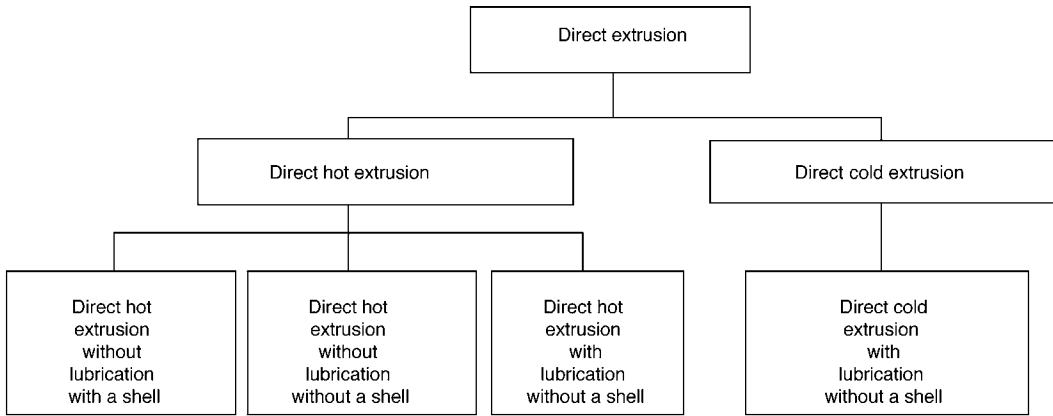 Direct extrusion
Direct hot extrusion
Direct cold extrusion
Direct hot
extrusion
without
lubrication
with a shell
Direct hot
extrusion
without
lubrication
without a shell
Direct hot
extrusion
with
lubrication
without a shell
Direct cold
extrusion
with
lubrication
without a shell